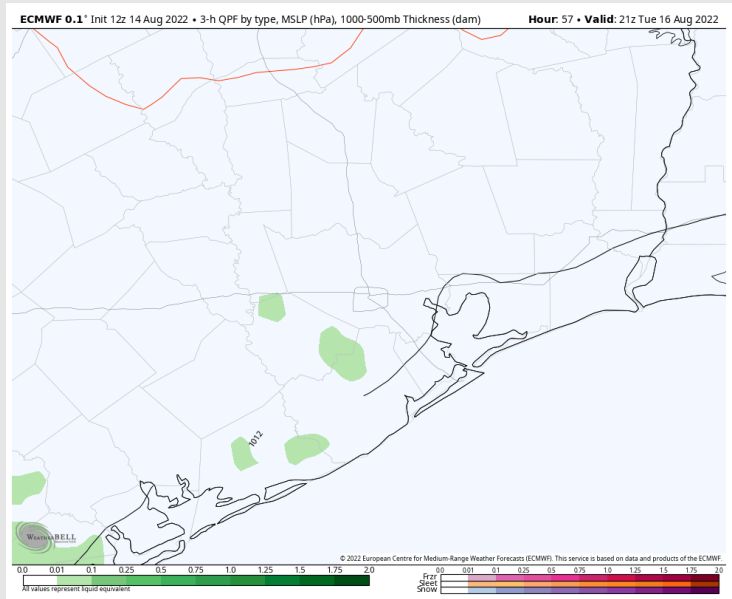 ECMWF 0.1° Init 12z 14 Aug 2022 • 3-h QPF by type, MSLP (hPa), 1000-500mb Thickness (dam) Hour: 57 • Valid: 21z Tue 16 Aug 2022
1012
WeatherBELL
© 2022 European Centre for Medium-Range Weather Forecasts (ECMWF). This service is based on data and products of the ECMWF.
0.0 0.01 0.1 0.25 0.5 0.75 1.0 1.25 1.5 1.75 2.0
0.0 0.01 0.1 0.25 0.5 0.75 1.0 1.25 1.5 1.75 2.0
Frzr
Sleet
Snow
All values represent liquid equivalent